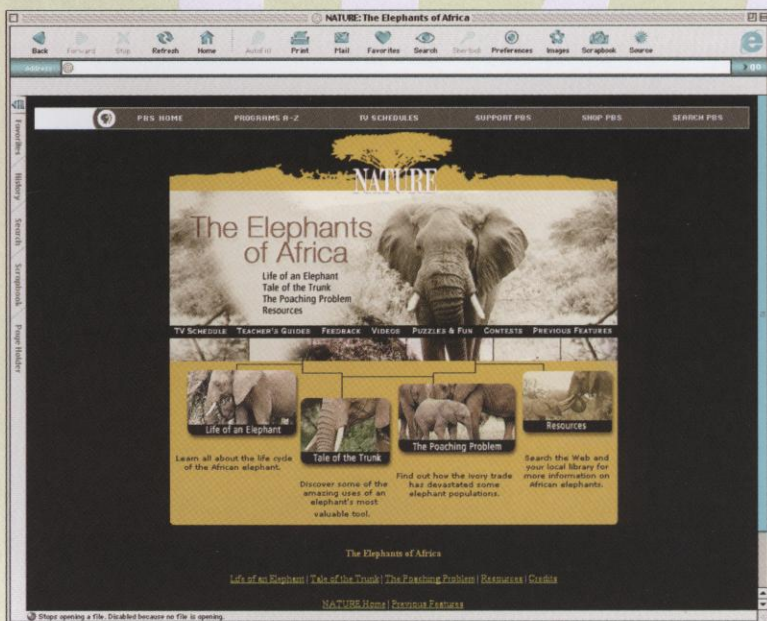 NATURE: The Elephants of Africa
Back Forward Stop Refresh Home AutoFill Print Mail Favorites Search Preferences Images Scrapbook Source
Address
go
PBS HOME PROGRAMS A-Z TV SCHEDULES SUPPORT PBS SHOP PBS SEARCH PBS
Favorites
History
Search
Scrapbook
Page Holder
NATURE
The Elephants
of Africa
Life of an Elephant
Tale of the Trunk
The Poaching Problem
Resources
TV SCHEDULE TEACHER'S GUIDES FEEDBACK VIDEOS PUZZLES & FUN CONTESTS PREVIOUS FEATURES
Life of an Elephant
Learn all about the life cycle
of the African elephant.
Tale of the Trunk
Discover some of the
amazing uses of an
elephant's most
valuable tool.
The Poaching Problem
Find out how the ivory trade
has devastated some
elephant populations.
Resources
Search the Web and
your local library for
more information on
African elephants.
The Elephants of Africa
Life of an Elephant | Tale of the Trunk | The Poaching Problem | Resources | Credits
NATURE Home | Previous Features
Stops opening a file. Disabled because no file is opening.